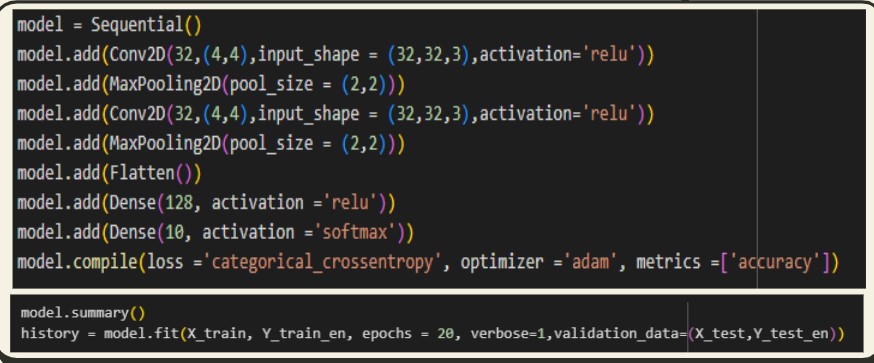 model = Sequential()
model.add(Conv2D(32,(4,4),input_shape = (32,32,3),activation='relu'))
model.add(MaxPooling2D(pool_size = (2,2)))
model.add(Conv2D(32,(4,4),input_shape = (32,32,3),activation='relu'))
model.add(MaxPooling2D(pool_size = (2,2)))
model.add(Flatten())
model.add(Dense(128, activation ='relu'))
model.add(Dense(10, activation ='softmax'))
model.compile(loss ='categorical_crossentropy', optimizer ='adam', metrics =['accuracy'])
model.summary()
history = model.fit(X_train, Y_train_en, epochs = 20, verbose=1,validation_data=(X_test,Y_test_en))